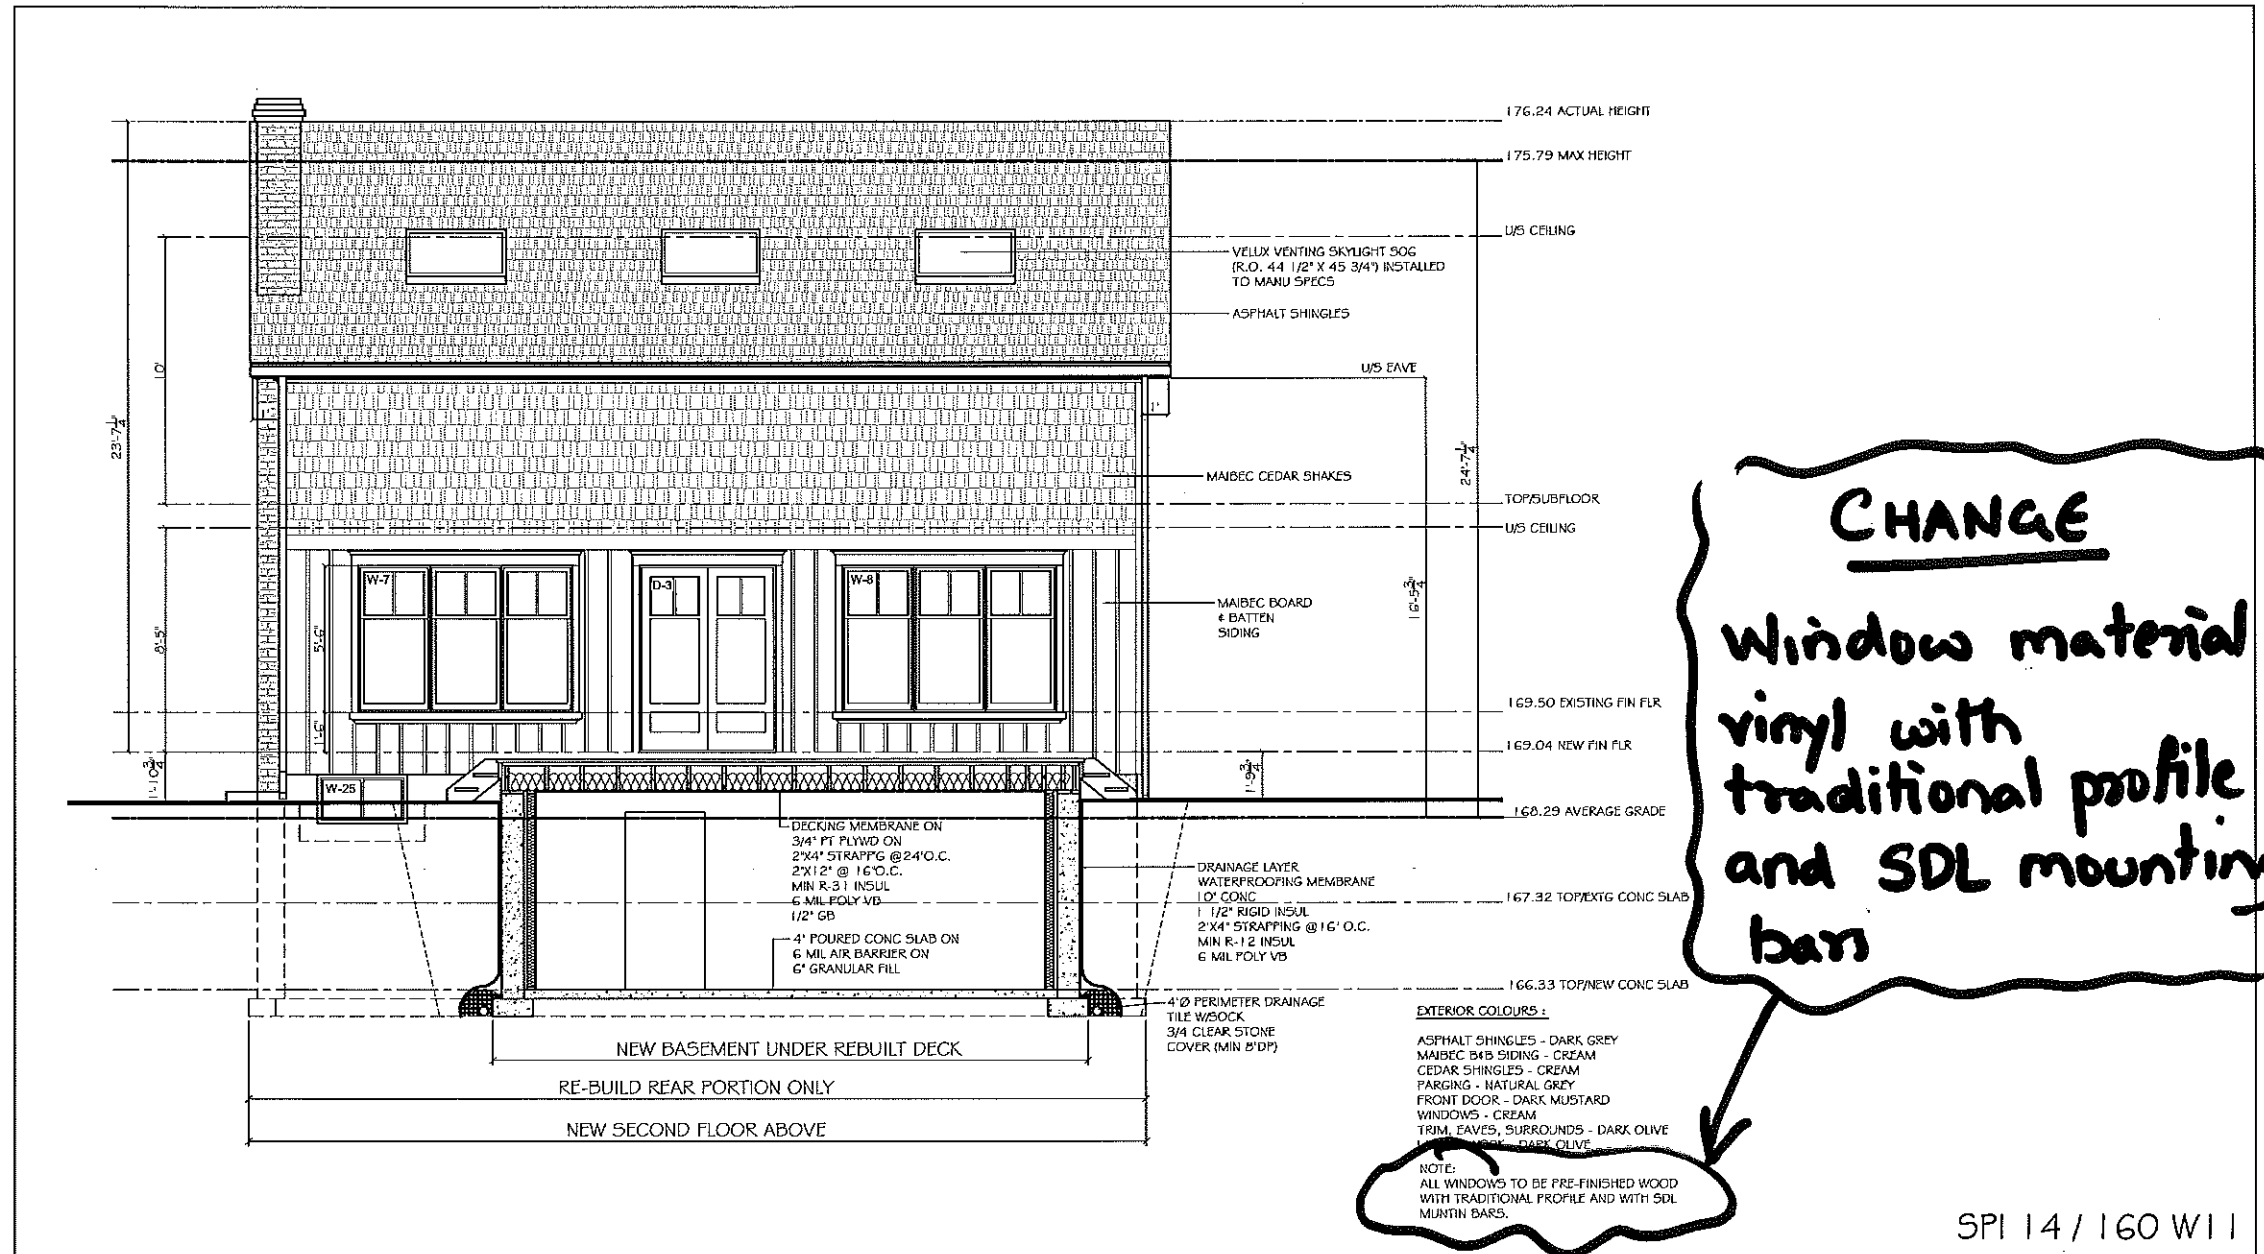 176.24 ACTUAL HEIGHT
175.79 MAX HEIGHT
U/S CEILING
VELUX VENTING SKYLIGHT SOG
(R.O. 44 1/2" X 45 3/4") INSTALLED
TO MANU SPECS
ASPHALT SHINGLES
U/S EAVE
10'
1'
23'-7 1/4"
24'-7 1/4"
MAIBEC CEDAR SHAKES
TOP/SUBFLOOR
U/S CEILING
W-7
D-3
W-8
8'-5"
5'-6"
16'-5 3/4"
MAIBEC BOARD
& BATTEN
SIDING
169.50 EXISTING FIN FLR
1'-6"
169.04 NEW FIN FLR
1'-10 3/4"
1'-9 3/4"
W-25
168.29 AVERAGE GRADE
DECKING MEMBRANE ON
3/4" PT PLYWD ON
2"X4" STRAPP'G @24"O.C.
2"X12" @ 16"O.C.
MIN R-31 INSUL
6 MIL POLY VB
1/2" GB
4" POURED CONC SLAB ON
6 MIL AIR BARRIER ON
6" GRANULAR FILL
DRAINAGE LAYER
WATERPROOFING MEMBRANE
10" CONC
1 1/2" RIGID INSUL
2"X4" STRAPPING @16" O.C.
MIN R-12 INSUL
6 MIL POLY VB
167.32 TOP/EXTG CONC SLAB
166.33 TOP/NEW CONC SLAB
4"Ø PERIMETER DRAINAGE
TILE W/SOCK
3/4 CLEAR STONE
COVER (MIN 8"DP)
NEW BASEMENT UNDER REBUILT DECK
RE-BUILD REAR PORTION ONLY
NEW SECOND FLOOR ABOVE
CHANGE
Window material
vinyl with
traditional profile
and SDL mounting
bars
EXTERIOR COLOURS :
ASPHALT SHINGLES - DARK GREY
MAIBEC B&B SIDING - CREAM
CEDAR SHINGLES - CREAM
PARGING - NATURAL GREY
FRONT DOOR - DARK MUSTARD
WINDOWS - CREAM
TRIM, EAVES, SURROUNDS - DARK OLIVE
- DARK OLIVE
NOTE:
ALL WINDOWS TO BE PRE-FINISHED WOOD
WITH TRADITIONAL PROFILE AND WITH SDL
MUNTIN BARS.
SPI 14 / 160 W11